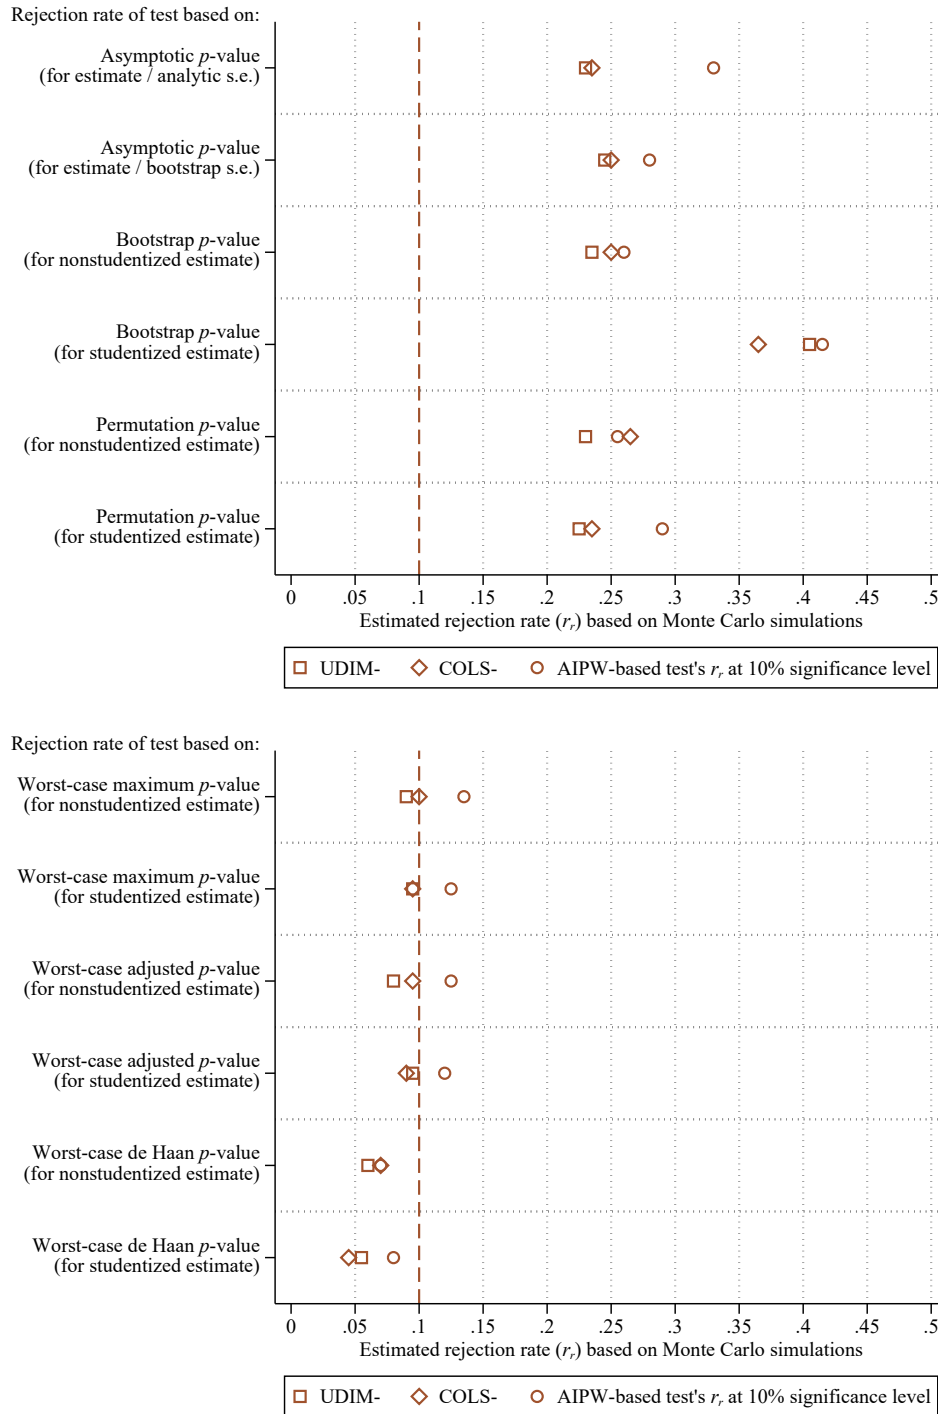 Rejection rate of test based on:
Asymptotic p-value
(for estimate / analytic s.e.)
Asymptotic p-value
(for estimate / bootstrap s.e.)
Bootstrap p-value
(for nonstudentized estimate)
Bootstrap p-value
(for studentized estimate)
Permutation p-value
(for nonstudentized estimate)
Permutation p-value
(for studentized estimate)
0 .05 .1 .15 .2 .25 .3 .35 .4 .45 .5
Estimated rejection rate (rᵣ) based on Monte Carlo simulations
UDIM- COLS- AIPW-based test's rᵣ at 10% significance level
Rejection rate of test based on:
Worst-case maximum p-value
(for nonstudentized estimate)
Worst-case maximum p-value
(for studentized estimate)
Worst-case adjusted p-value
(for nonstudentized estimate)
Worst-case adjusted p-value
(for studentized estimate)
Worst-case de Haan p-value
(for nonstudentized estimate)
Worst-case de Haan p-value
(for studentized estimate)
0 .05 .1 .15 .2 .25 .3 .35 .4 .45 .5
Estimated rejection rate (rᵣ) based on Monte Carlo simulations
UDIM- COLS- AIPW-based test's rᵣ at 10% significance level